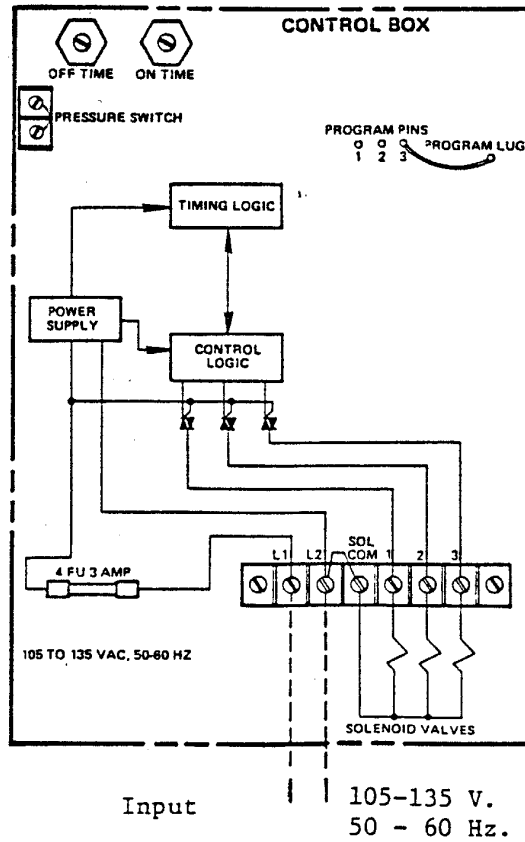 CONTROL BOX
OFF TIME
ON TIME
PRESSURE SWITCH
PROGRAM PINS
1 2 3
PROGRAM LUG
TIMING LOGIC
POWER
SUPPLY
CONTROL
LOGIC
4 FU 3 AMP
L1
L2
SOL
COM
1
2
3
105 TO 135 VAC, 50-60 HZ
SOLENOID VALVES
Input
105-135 V.
50 - 60 Hz.